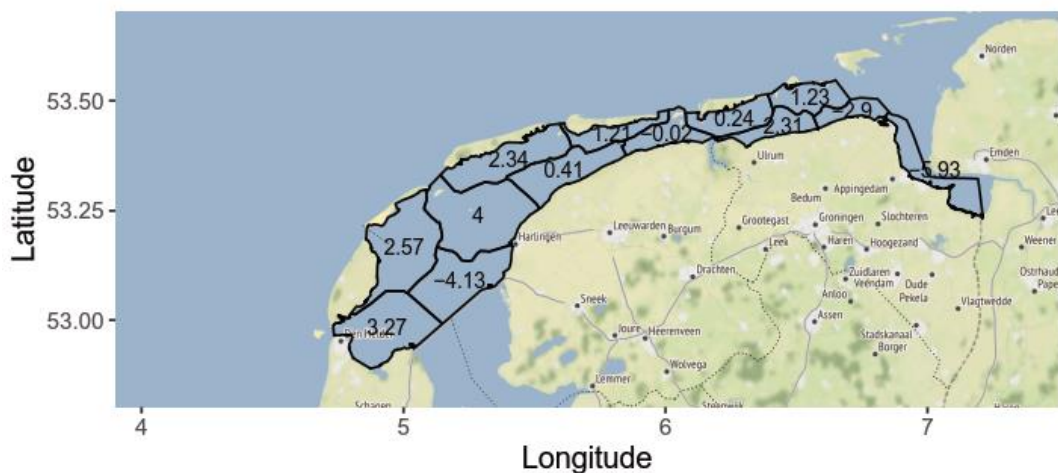 Norden
53.50
1.23
−2.9
0.24
1.21
−0.02
2.31
2.34
Ulrum
Emden
0.41
−5.93
Appingedam
Bedum
53.25
4
Leeuwarden
Burgum
Grootegast
Groningen
Slochteren
Harlingen
Leek
Haren
Hoogezand
Weener
2.57
−4.13
Drachten
Zuidlaren
Veendam
Oude
Pekela
Anloo
Vlagtwedde
Sneek
Assen
53.00
3.27
Joure
Heerenveen
Stadskanaal
Borger
Wolvega
Lemmer
Schagen
4
5
6
7
Longitude
Latitude